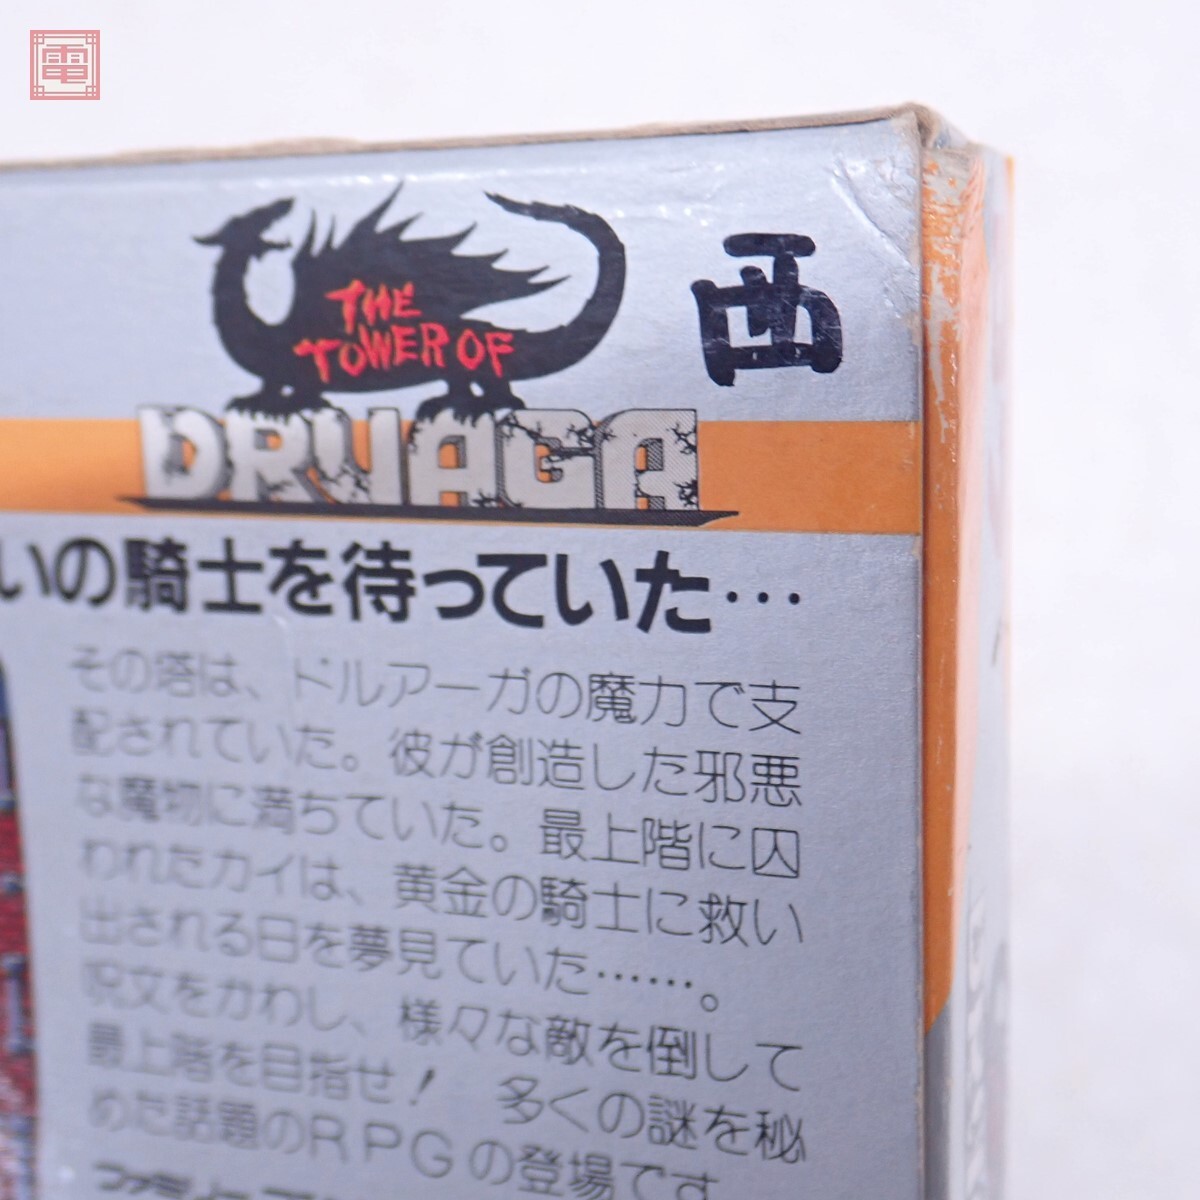 電
THE
TOWER OF
西
DRUAGA
いの騎士を待っていた…
その塔は、ドルアーガの魔力で支
配されていた。彼が創造した邪悪
な魔物に満ちていた。最上階に囚
われたカイは、黄金の騎士に救い
出される日を夢見ていた……。
呪文をかわし、様々な敵を倒して
最上階を目指せ！ 多くの謎を秘
めた話題のRPGの登場です